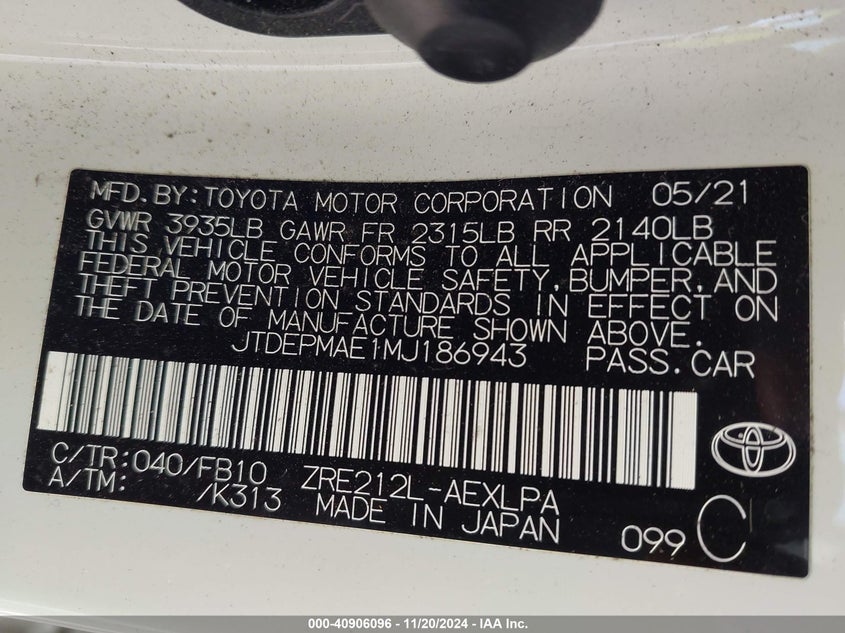 MFD.BY:TOYOTA MOTOR CORPORATION 05/21
GVWR 3935LB GAWR FR 2315LB RR 2140LB
THIS VEHICLE CONFORMS TO ALL APPLICABLE
FEDERAL MOTOR VEHICLE SAFETY,BUMPER,AND
THEFT PREVENTION STANDARDS IN EFFECT ON
THE DATE OF MANUFACTURE SHOWN ABOVE.
JTDEPMAE1MJ186943 PASS.CAR
C/TR:040/FB10 ZRE212L-AEXLPA
A/TM: /K313 MADE IN JAPAN 099 C
000-40906096 - 11/20/2024 - IAA Inc.